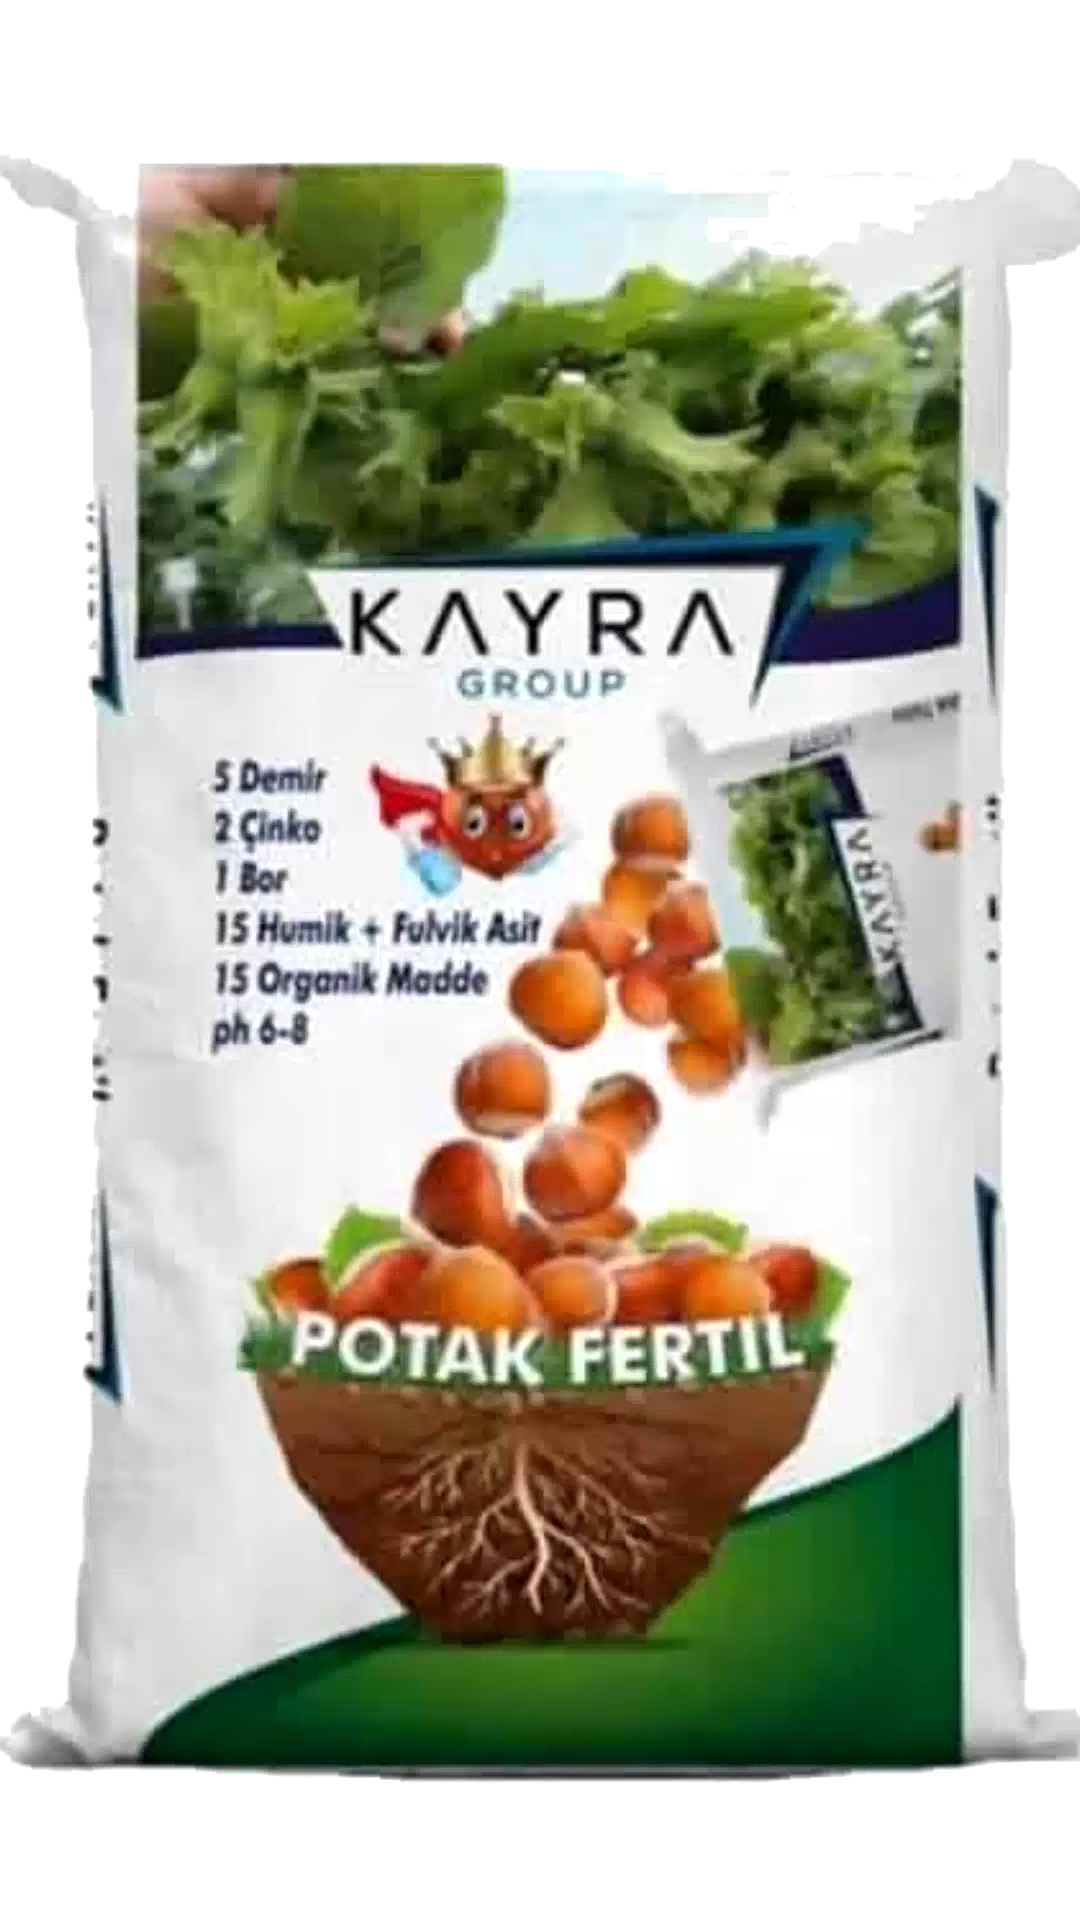 KAYRA
GROUP
5 Demir
2 Çinko
1 Bor
15 Humik + Fulvik Asit
15 Organik Madde
ph 6-8
KAYRA
POTAK FERTİL